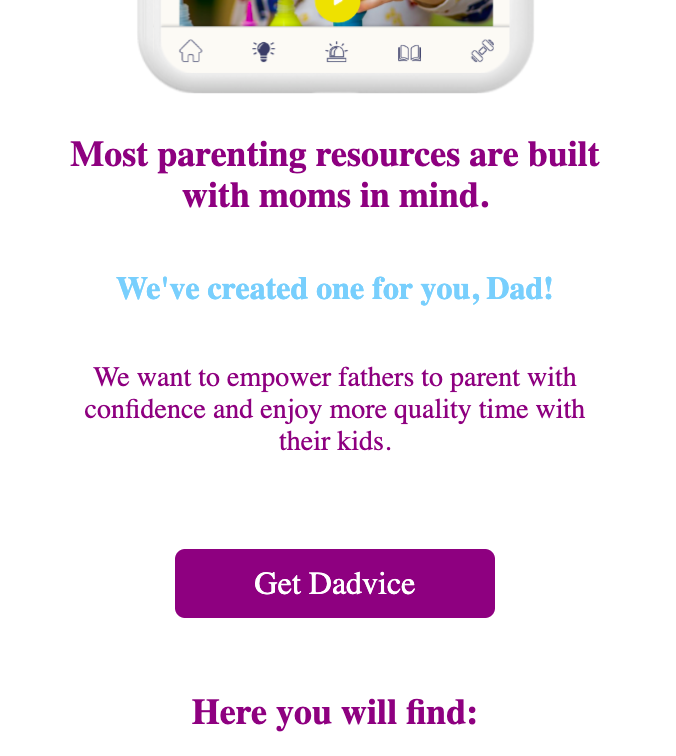 Most parenting resources are built
with moms in mind.
We've created one for you, Dad!
We want to empower fathers to parent with
confidence and enjoy more quality time with
their kids.
Get Dadvice
Here you will find: